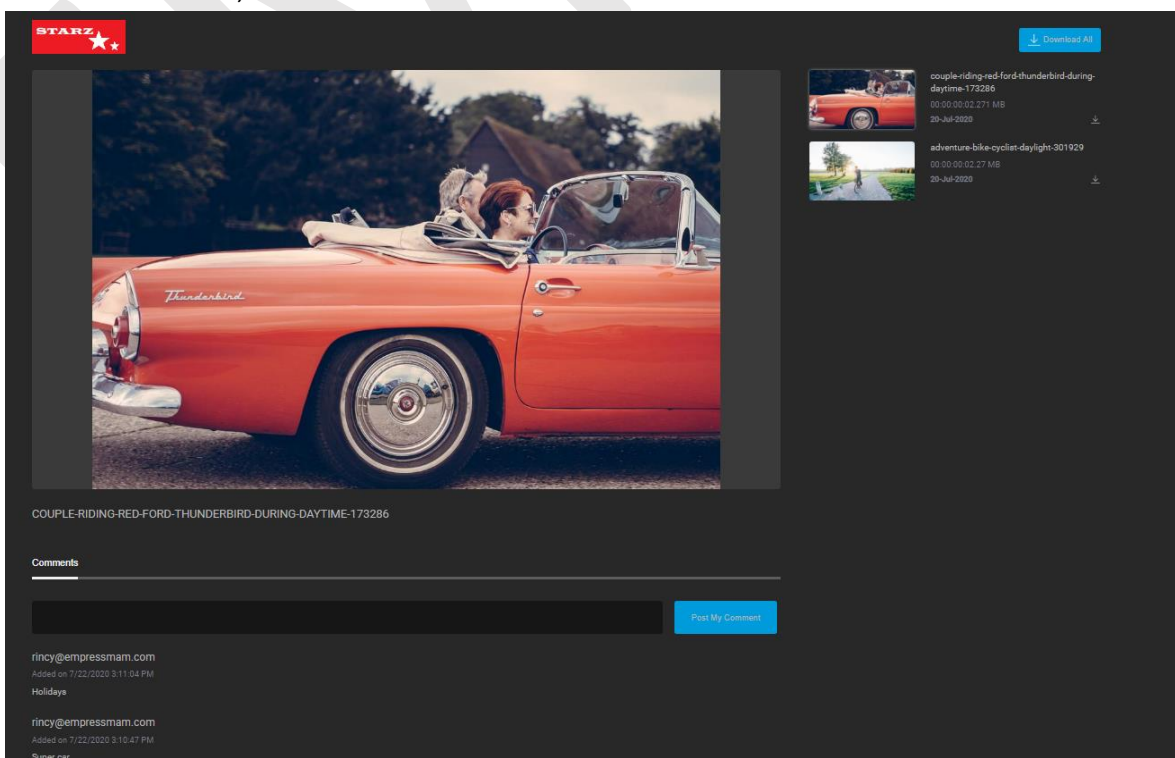 STARZ
Download All
couple-riding-red-ford-thunderbird-during-
daytime-173286
00:00:00:02.271 MB
20-Jul-2020
adventure-bike-cyclist-daylight-301929
00:00:00:02.27 MB
20-Jul-2020
Thunderbird
COUPLE-RIDING-RED-FORD-THUNDERBIRD-DURING-DAYTIME-173286
Comments
Post My Comment
rincy@empressmam.com
Added on 7/22/2020 3:11:04 PM
Holidays
rincy@empressmam.com
Added on 7/22/2020 3:10:47 PM
Super car